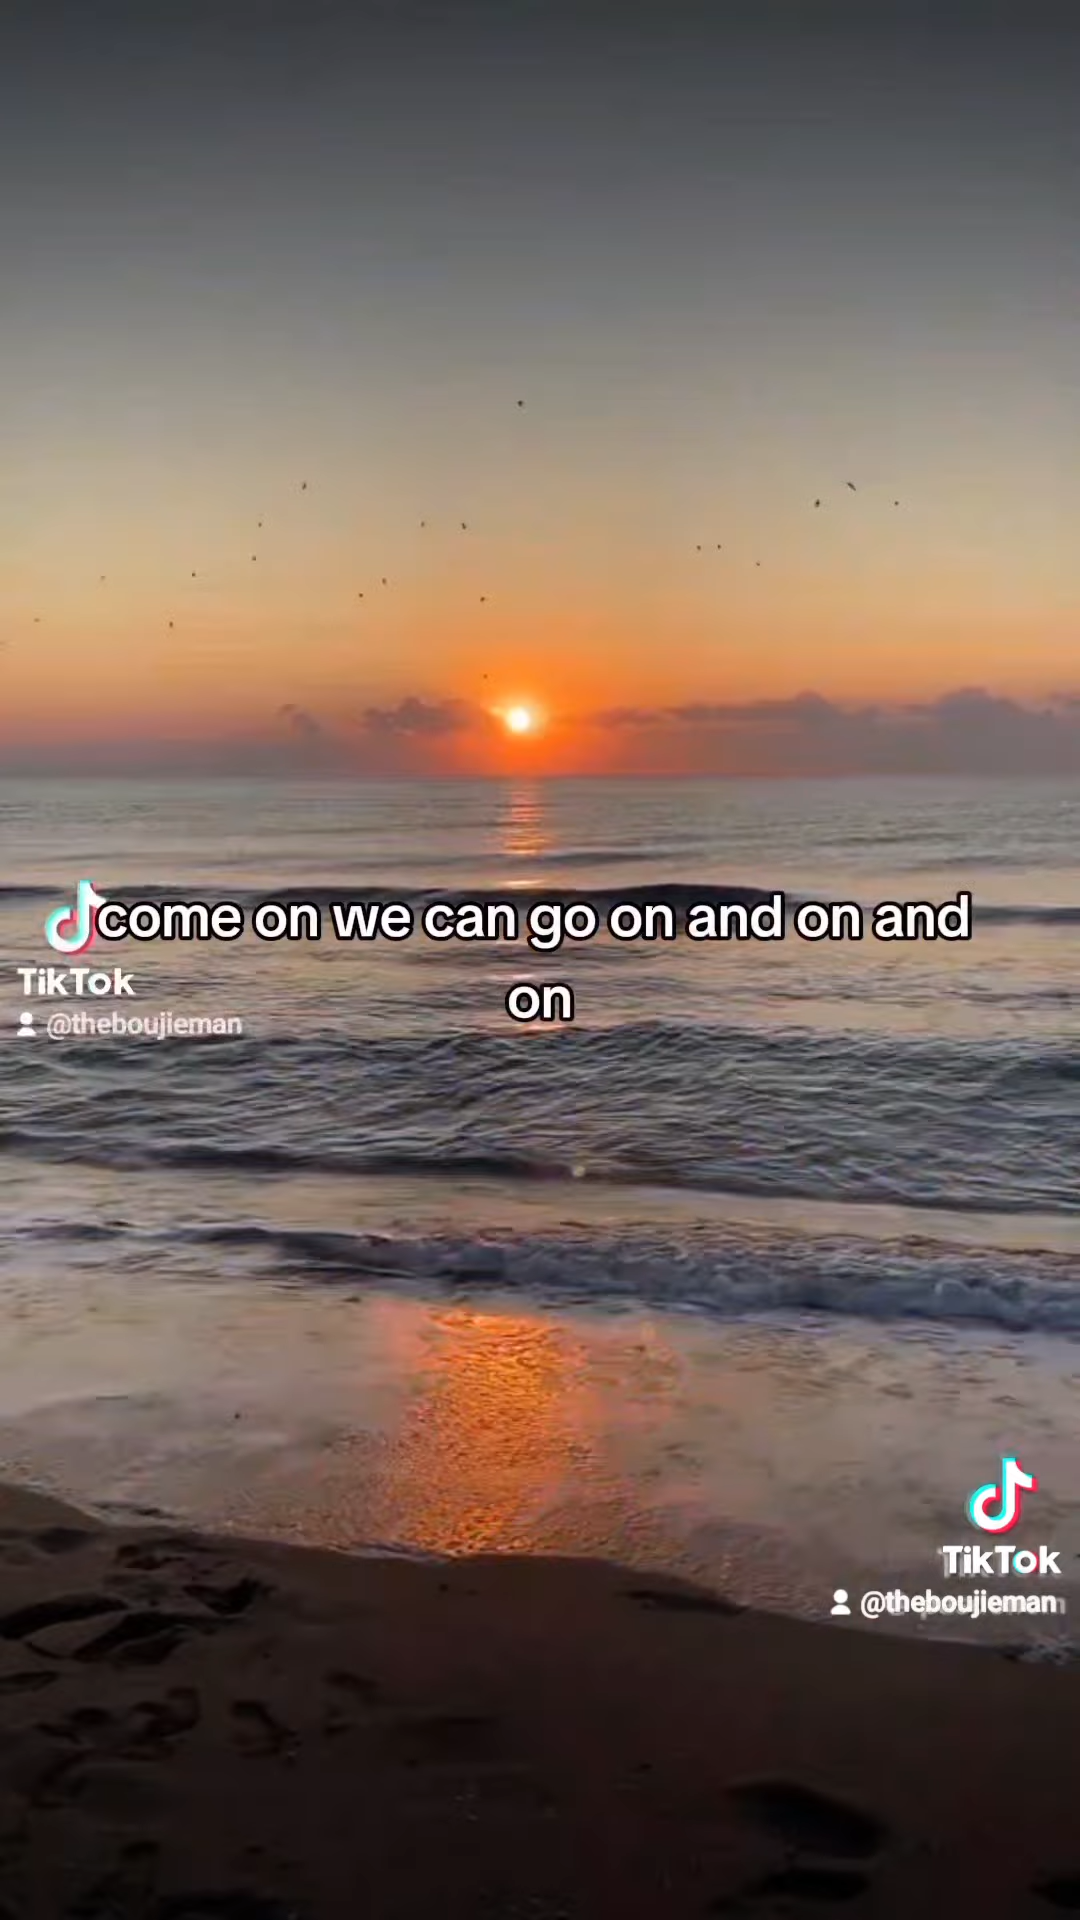 come on we can go on and on and
on
TikTok
@theboujieman
TikTok
@theboujieman